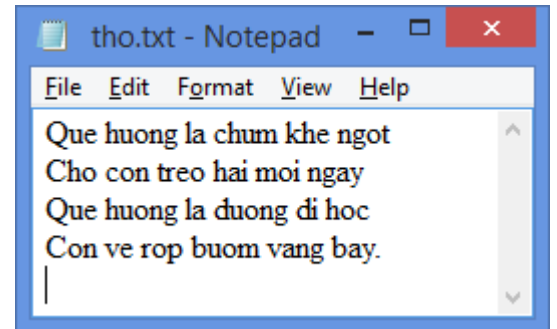 tho.txt - Notepad
File Edit Format View Help
Que huong la chum khe ngot
Cho con treo hai moi ngay
Que huong la duong di hoc
Con ve rop buom vang bay.